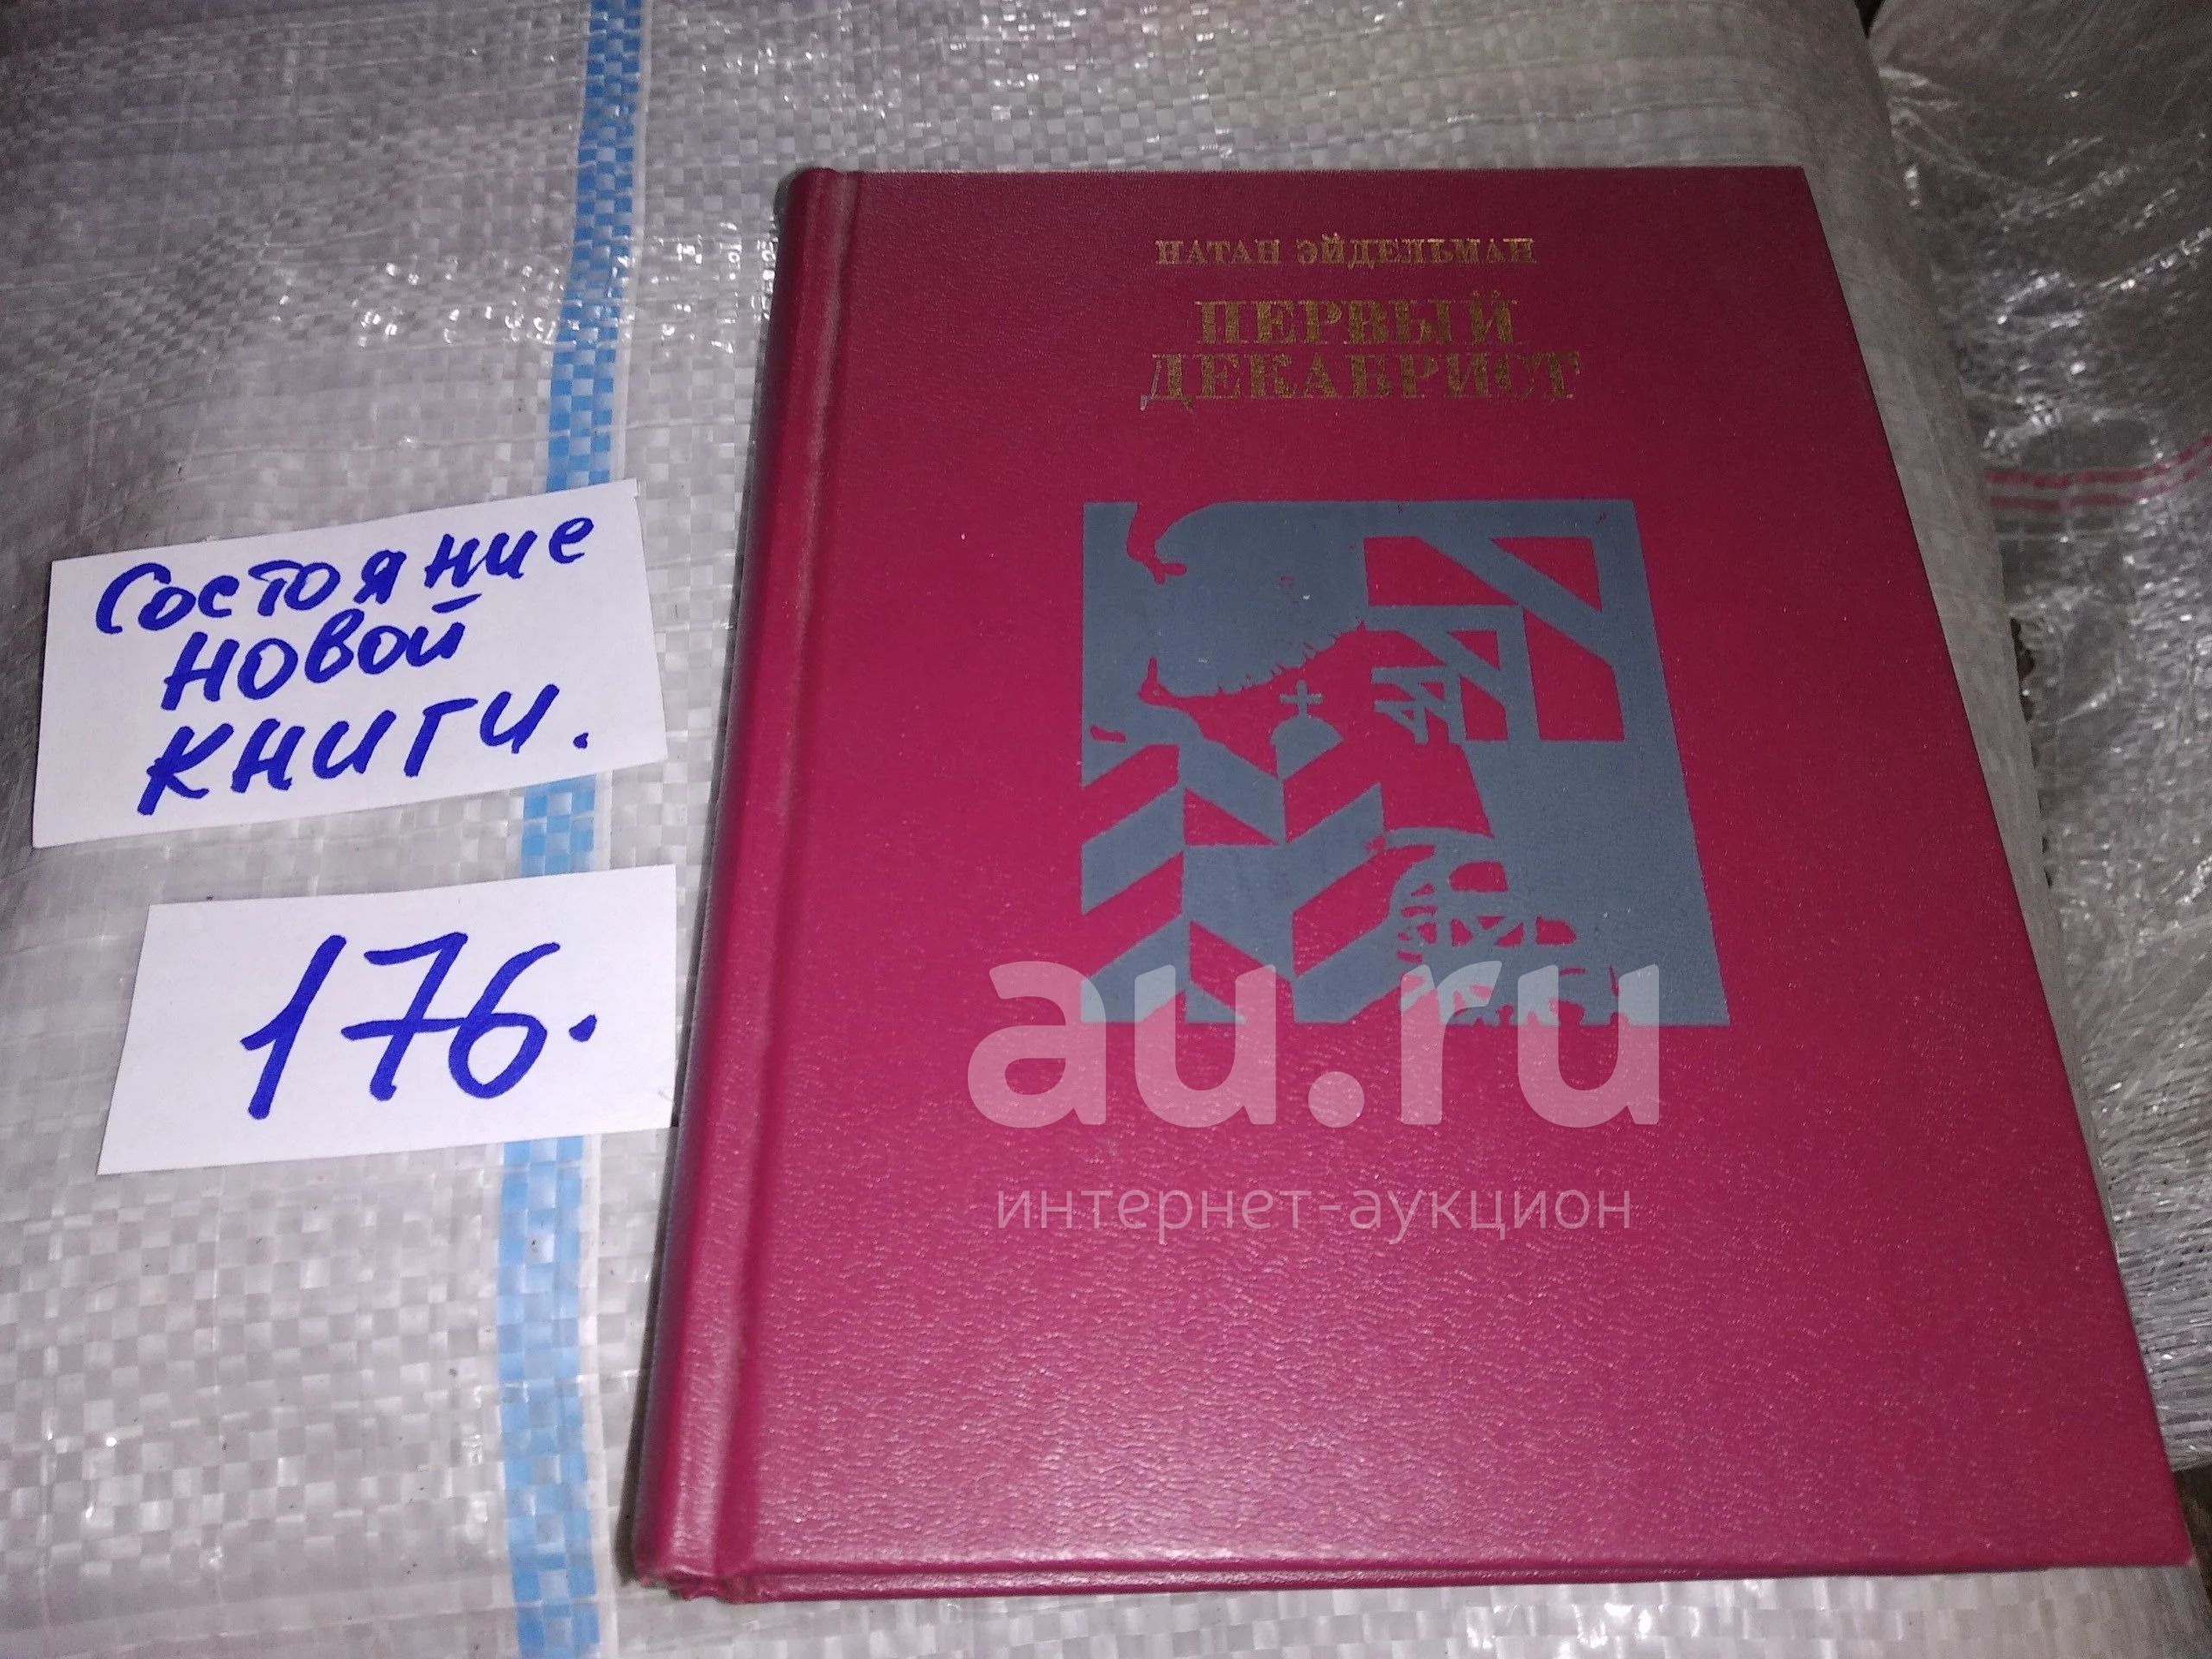 НАТАН ЭЙДЕЛЬМАН
ПЕРВЫЙ
ДЕКАБРИСТ
Состояние
новой
книги.
176.
au.ru
интернет-аукцион